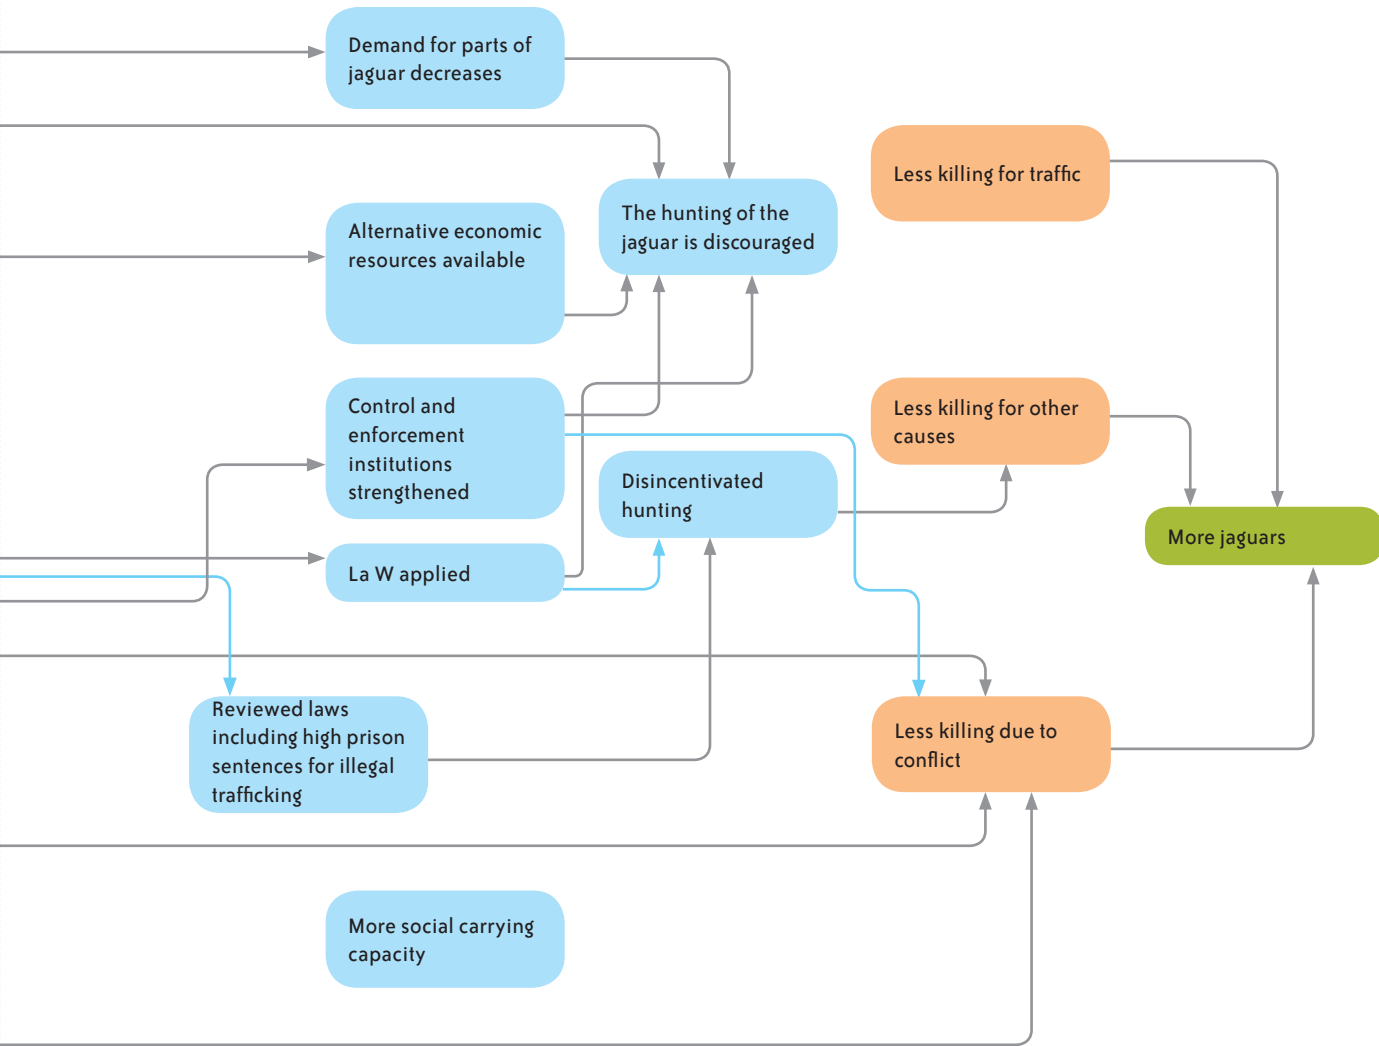 Demand for parts of
jaguar decreases
Less killing for traffic
The hunting of the
jaguar is discouraged
Alternative economic
resources available
Control and
enforcement
institutions
strengthened
Less killing for other
causes
Disincentivated
hunting
More jaguars
La W applied
Reviewed laws
including high prison
sentences for illegal
trafficking
Less killing due to
conflict
More social carrying
capacity